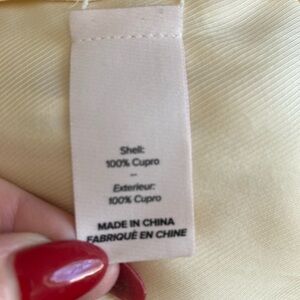 Shell:
100% Cupro
—
Exterieur:
100% Cupro
MADE IN CHINA
FABRIQUÉ EN CHINE